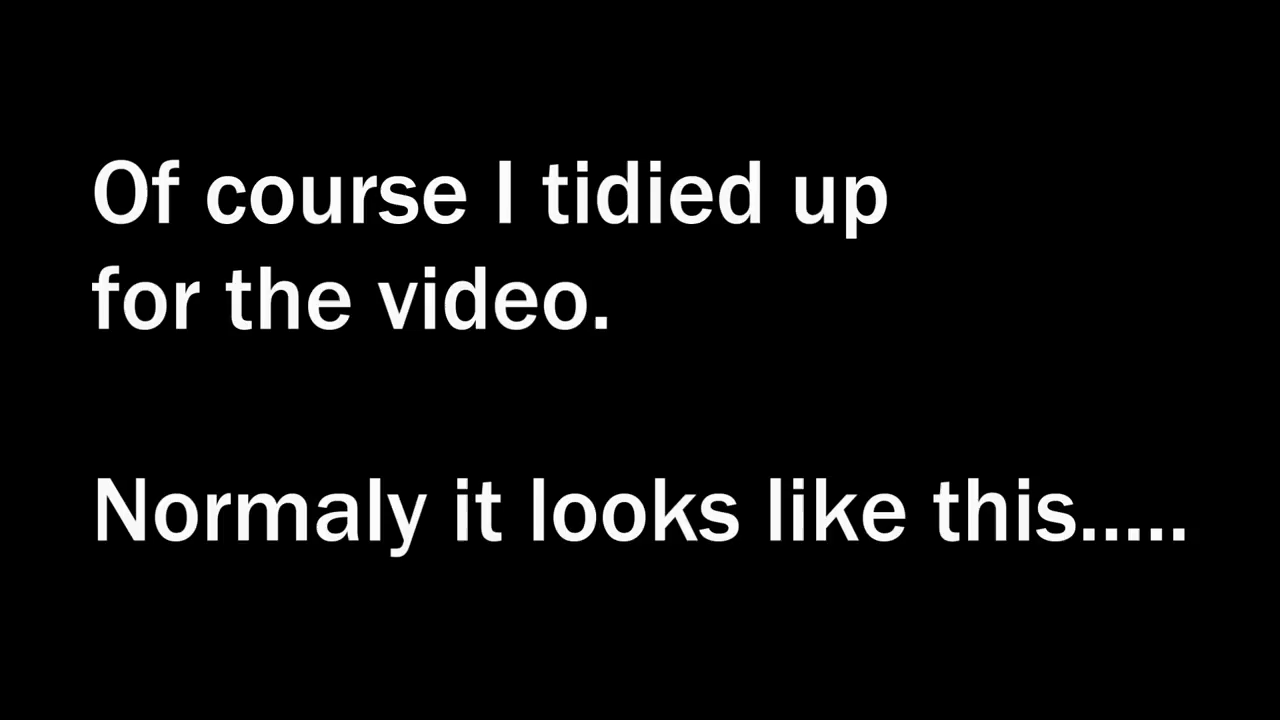 Of course I tidied up
for the video.
Normaly it looks like this.....